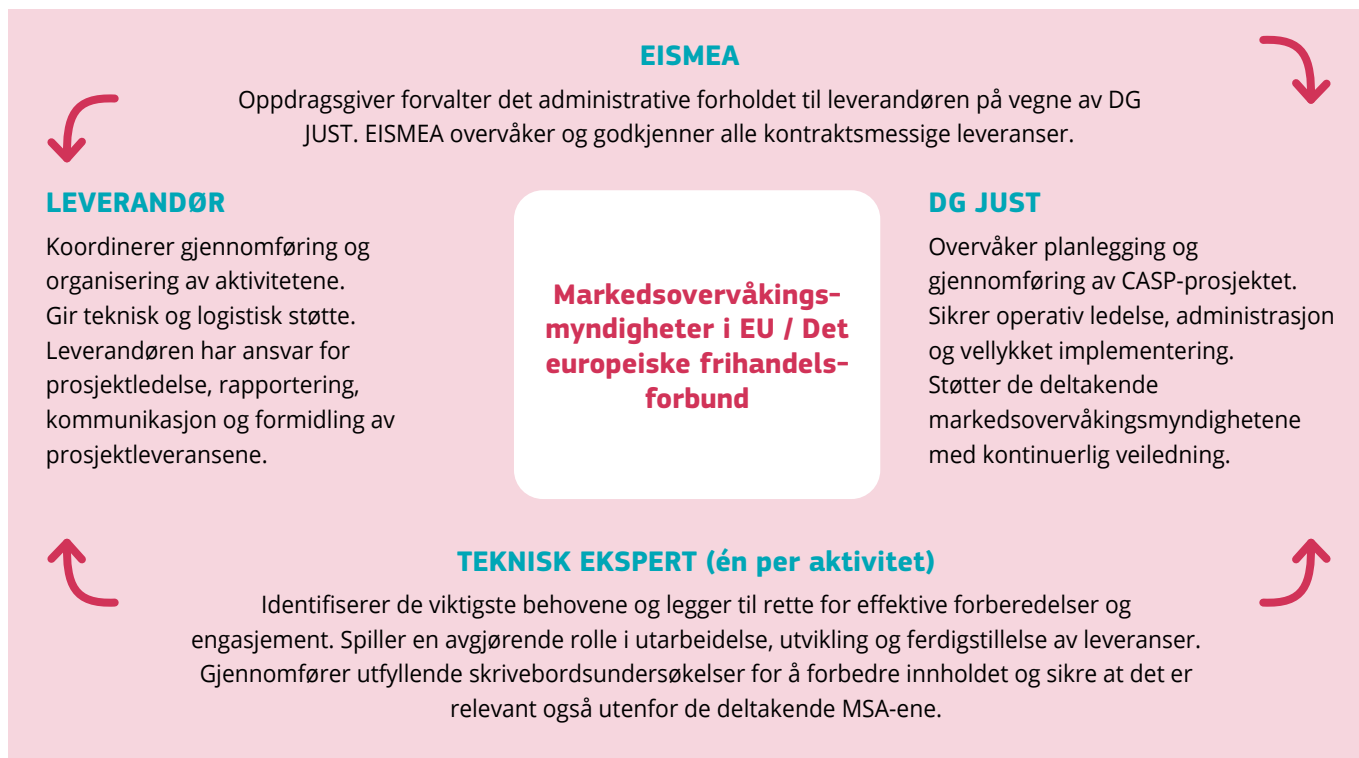 EISMEA
Oppdragsgiver forvalter det administrative forholdet til leverandøren på vegne av DG
JUST. EISMEA overvåker og godkjenner alle kontraktsmessige leveranser.
LEVERANDØR
Koordinerer gjennomføring og
organisering av aktivitetene.
Gir teknisk og logistisk støtte.
Leverandøren har ansvar for
prosjektledelse, rapportering,
kommunikasjon og formidling av
prosjektleveransene.
Markedsovervåkings-
myndigheter i EU / Det
europeiske frihandels-
forbund
DG JUST
Overvåker planlegging og
gjennomføring av CASP-prosjektet.
Sikrer operativ ledelse, administrasjon
og vellykket implementering.
Støtter de deltakende
markedsovervåkingsmyndighetene
med kontinuerlig veiledning.
TEKNISK EKSPERT (én per aktivitet)
Identifiserer de viktigste behovene og legger til rette for effektive forberedelser og
engasjement. Spiller en avgjørende rolle i utarbeidelse, utvikling og ferdigstillelse av leveranser.
Gjennomfører utfyllende skrivebordsundersøkelser for å forbedre innholdet og sikre at det er
relevant også utenfor de deltakende MSA-ene.